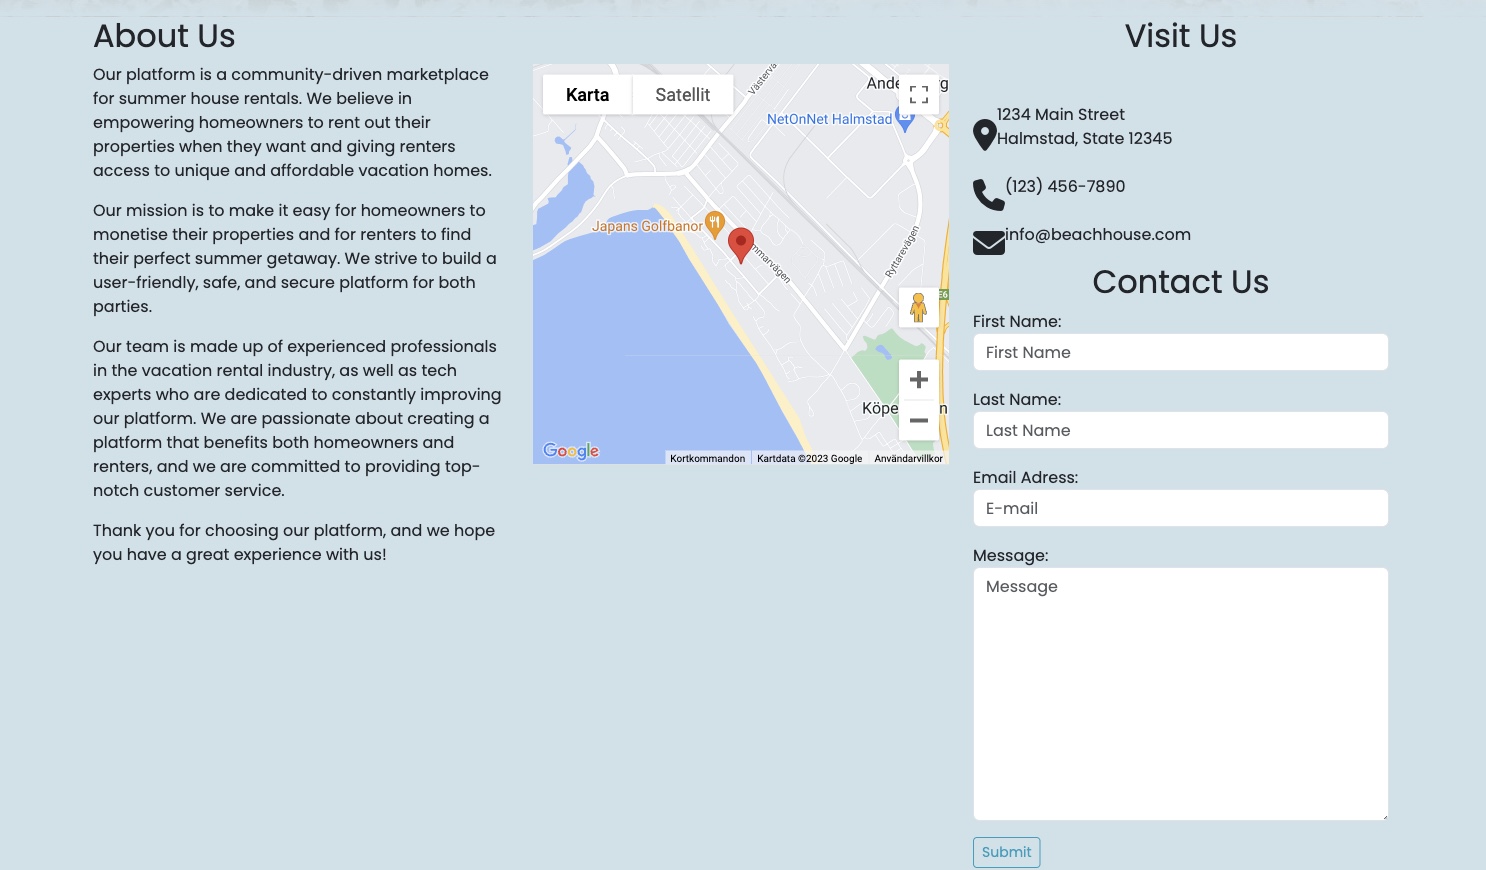 About Us
Our platform is a community-driven marketplace
for summer house rentals. We believe in
empowering homeowners to rent out their
properties when they want and giving renters
access to unique and affordable vacation homes.
Our mission is to make it easy for homeowners to
monetise their properties and for renters to find
their perfect summer getaway. We strive to build a
user-friendly, safe, and secure platform for both
parties.
Our team is made up of experienced professionals
in the vacation rental industry, as well as tech
experts who are dedicated to constantly improving
our platform. We are passionate about creating a
platform that benefits both homeowners and
renters, and we are committed to providing top-
notch customer service.
Thank you for choosing our platform, and we hope
you have a great experience with us!
Karta
Satellit
Västerva
Ande
g
NetOnNet Halmstad
Japans Golfbanor
mmarvägen
Ryttarevägen
E6
Köpe
n
Google
Kortkommandon
Kartdata ©2023 Google
Användarvillkor
Visit Us
1234 Main Street
Halmstad, State 12345
(123) 456-7890
info@beachhouse.com
Contact Us
First Name:
First Name
Last Name:
Last Name
Email Adress:
E-mail
Message:
Message
Submit